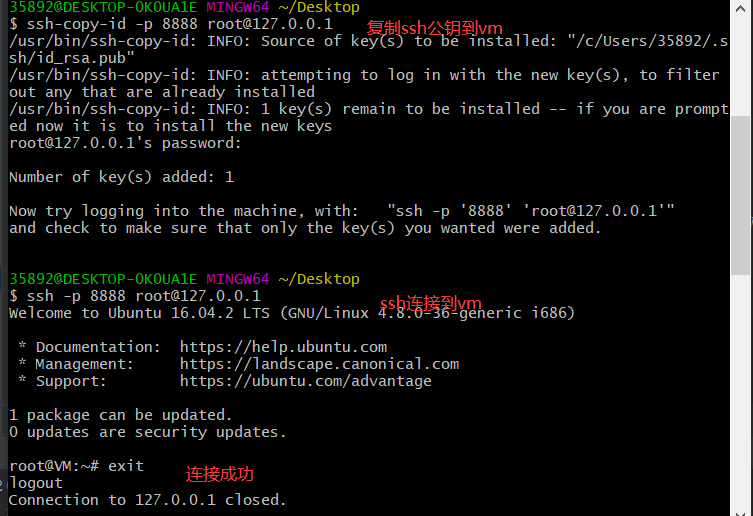 35892@DESKTOP-OKOUA1E MINGW64 ~/Desktop
$ ssh-copy-id -p 8888 root@127.0.0.1 复制ssh公钥到vm
/usr/bin/ssh-copy-id: INFO: Source of key(s) to be installed: "/c/Users/35892/.s
sh/id_rsa.pub"
/usr/bin/ssh-copy-id: INFO: attempting to log in with the new key(s), to filter
out any that are already installed
/usr/bin/ssh-copy-id: INFO: 1 key(s) remain to be installed -- if you are prompt
ed now it is to install the new keys
root@127.0.0.1's password:
Number of key(s) added: 1
Now try logging into the machine, with:   "ssh -p '8888' 'root@127.0.0.1'"
and check to make sure that only the key(s) you wanted were added.
35892@DESKTOP-OKOUA1E MINGW64 ~/Desktop
$ ssh -p 8888 root@127.0.0.1 ssh连接到vm
Welcome to Ubuntu 16.04.2 LTS (GNU/Linux 4.8.0-36-generic i686)
* Documentation:  https://help.ubuntu.com
* Management:     https://landscape.canonical.com
* Support:        https://ubuntu.com/advantage
1 package can be updated.
0 updates are security updates.
root@VM:~# exit 连接成功
logout
Connection to 127.0.0.1 closed.